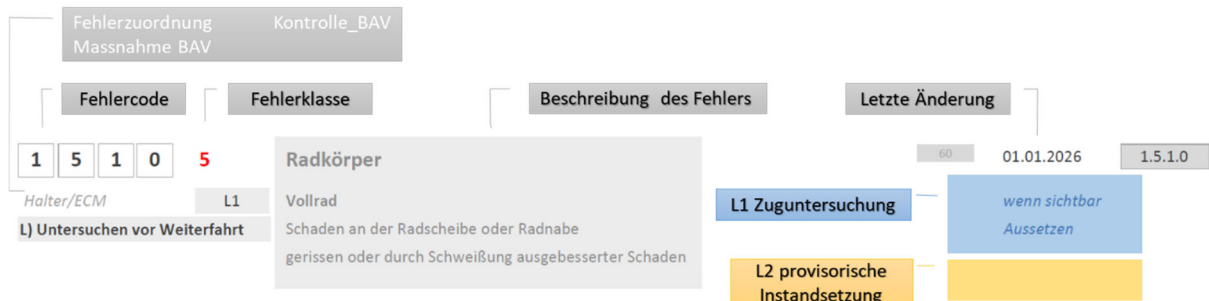 Fehlerzuordnung Kontrolle_BAV
Massnahme BAV
Fehlercode Fehlerklasse Beschreibung des Fehlers Letzte Änderung
1 5 1 0 5 Radkörper 60 01.01.2026 1.5.1.0
Halter/ECM L1 Vollrad L1 Zuguntersuchung wenn sichtbar
L) Untersuchen vor Weiterfahrt Schaden an der Radscheibe oder Radnabe Aussetzen
gerissen oder durch Schweißung ausgebesserter Schaden
L2 provisorische
Instandsetzung